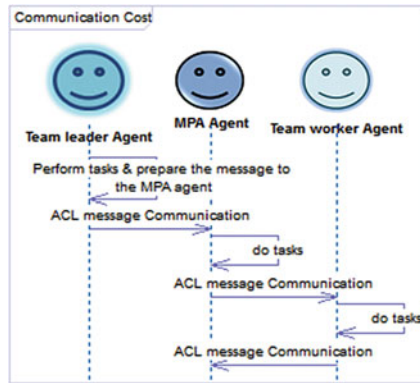 Communication Cost
Team leader Agent
MPA Agent
Team worker Agent
Perform tasks & prepare the message to
the MPA agent
ACL message Communication
do tasks
ACL message Communication
do tasks
ACL message Communication